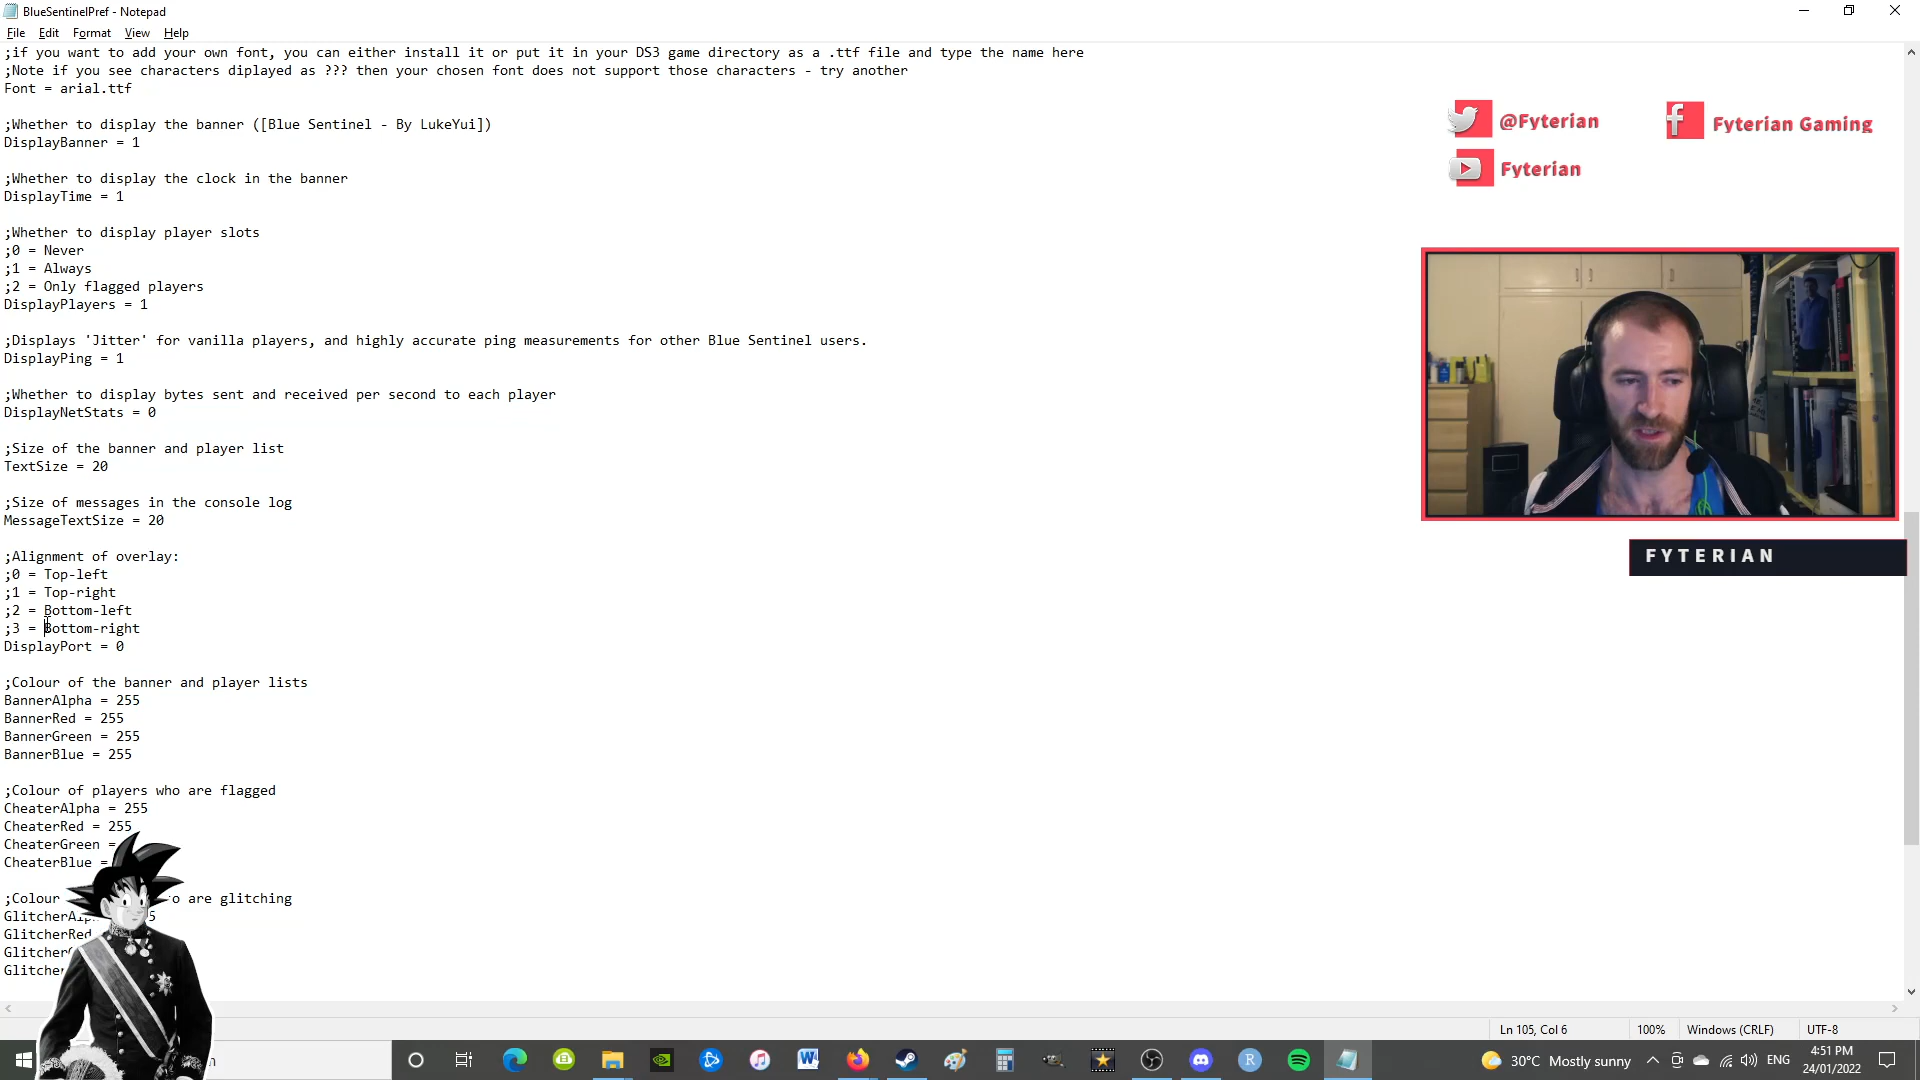 BlueSentinelPref - Notepad
File Edit Format View Help
;if you want to add your own font, you can either install it or put it in your DS3 game directory as a .ttf file and type the name here
;Note if you see characters diplayed as ??? then your chosen font does not support those characters - try another
Font = arial.ttf
;Whether to display the banner ([Blue Sentinel - By LukeYui])
DisplayBanner = 1
;Whether to display the clock in the banner
DisplayTime = 1
;Whether to display player slots
;0 = Never
;1 = Always
;2 = Only flagged players
DisplayPlayers = 1
;Displays 'Jitter' for vanilla players, and highly accurate ping measurements for other Blue Sentinel users.
DisplayPing = 1
;Whether to display bytes sent and received per second to each player
DisplayNetStats = 0
;Size of the banner and player list
TextSize = 20
;Size of messages in the console log
MessageTextSize = 20
;Alignment of overlay:
;0 = Top-left
;1 = Top-right
;2 = Bottom-left
;3 = Bottom-right
DisplayPort = 0
;Colour of the banner and player lists
BannerAlpha = 255
BannerRed = 255
BannerGreen = 255
BannerBlue = 255
;Colour of players who are flagged
CheaterAlpha = 255
CheaterRed = 255
CheaterGreen =
CheaterBlue =
;Colour o are glitching
GlitcherAlp 5
GlitcherRed
Glitcher
Glitcher
@Fyterian
Fyterian Gaming
Fyterian
FYTERIAN
Ln 105, Col 6 100% Windows (CRLF) UTF-8
30°C Mostly sunny ENG 4:51 PM
24/01/2022